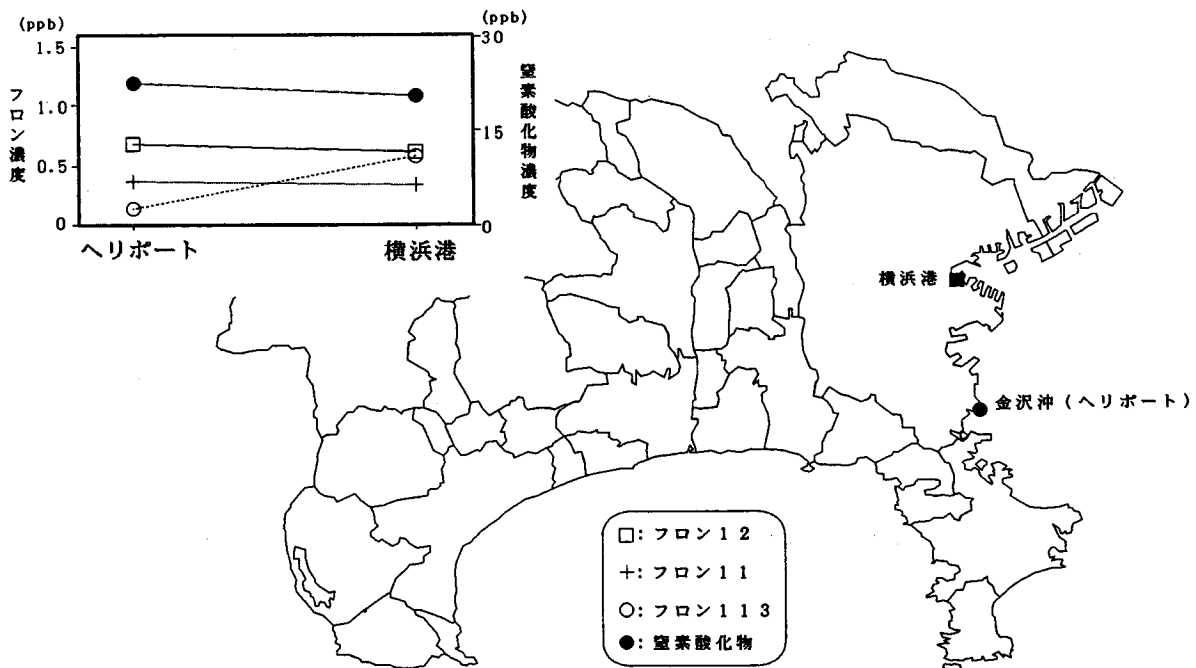 (ppb)
(ppb)
1.5
1.0
0.5
0
30
15
0
フロン濃度
窒素酸化物濃度
ヘリポート
横浜港
横浜港
金沢沖(ヘリポート)
□: フロン12
+: フロン11
○: フロン113
●: 窒素酸化物